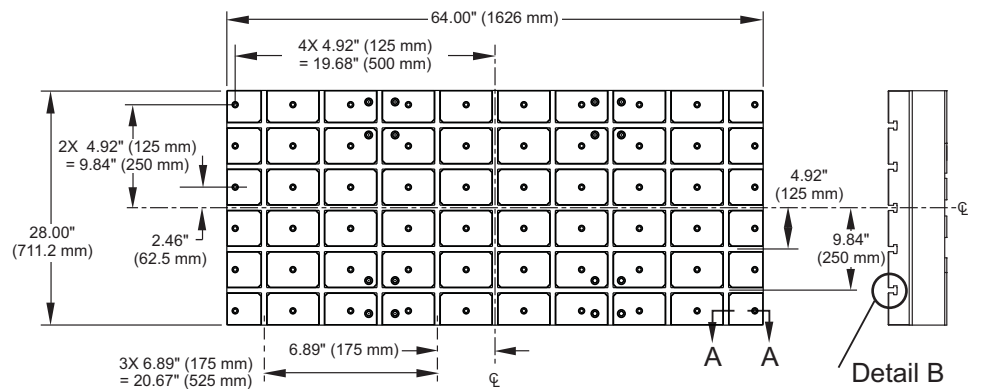 64.00" (1626 mm)
4X 4.92" (125 mm)
= 19.68" (500 mm)
2X 4.92" (125 mm)
= 9.84" (250 mm)
4.92"
(125 mm)
28.00"
(711.2 mm)
2.46"
(62.5 mm)
9.84"
(250 mm)
℄
6.89" (175 mm)
3X 6.89" (175 mm)
= 20.67" (525 mm)
℄
A A
Detail B